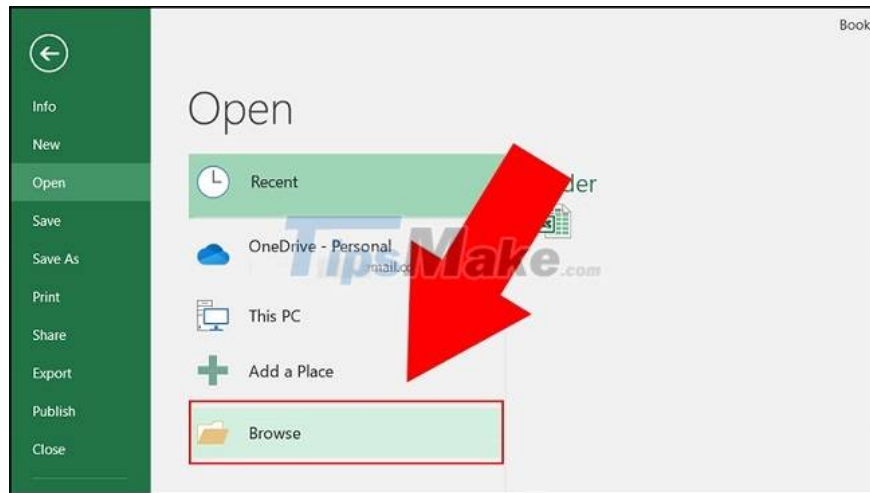 Book
Info
New
Open
Save
Save As
Print
Share
Export
Publish
Close
Open
Recent
OneDrive - Personal
This PC
Add a Place
Browse
TipsMake.com